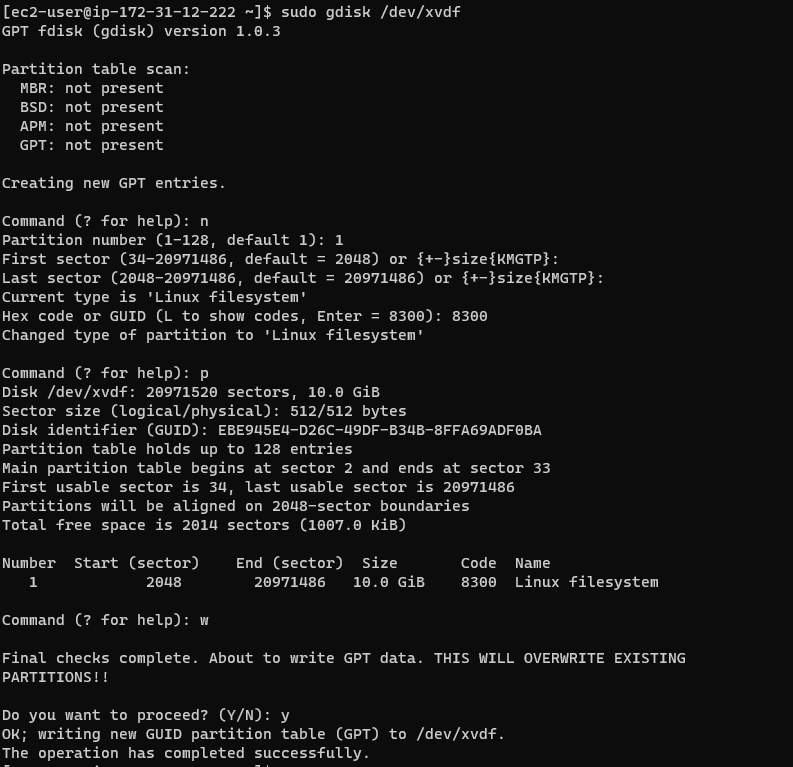 [ec2-user@ip-172-31-12-222 ~]$ sudo gdisk /dev/xvdf
GPT fdisk (gdisk) version 1.0.3
Partition table scan:
  MBR: not present
  BSD: not present
  APM: not present
  GPT: not present
Creating new GPT entries.
Command (? for help): n
Partition number (1-128, default 1): 1
First sector (34-20971486, default = 2048) or {+-}size{KMGTP}:
Last sector (2048-20971486, default = 20971486) or {+-}size{KMGTP}:
Current type is 'Linux filesystem'
Hex code or GUID (L to show codes, Enter = 8300): 8300
Changed type of partition to 'Linux filesystem'
Command (? for help): p
Disk /dev/xvdf: 20971520 sectors, 10.0 GiB
Sector size (logical/physical): 512/512 bytes
Disk identifier (GUID): EBE945E4-D26C-49DF-B34B-8FFA69ADF0BA
Partition table holds up to 128 entries
Main partition table begins at sector 2 and ends at sector 33
First usable sector is 34, last usable sector is 20971486
Partitions will be aligned on 2048-sector boundaries
Total free space is 2014 sectors (1007.0 KiB)
Number  Start (sector)    End (sector)  Size       Code  Name
   1            2048        20971486   10.0 GiB    8300  Linux filesystem
Command (? for help): w
Final checks complete. About to write GPT data. THIS WILL OVERWRITE EXISTING
PARTITIONS!!
Do you want to proceed? (Y/N): y
OK; writing new GUID partition table (GPT) to /dev/xvdf.
The operation has completed successfully.